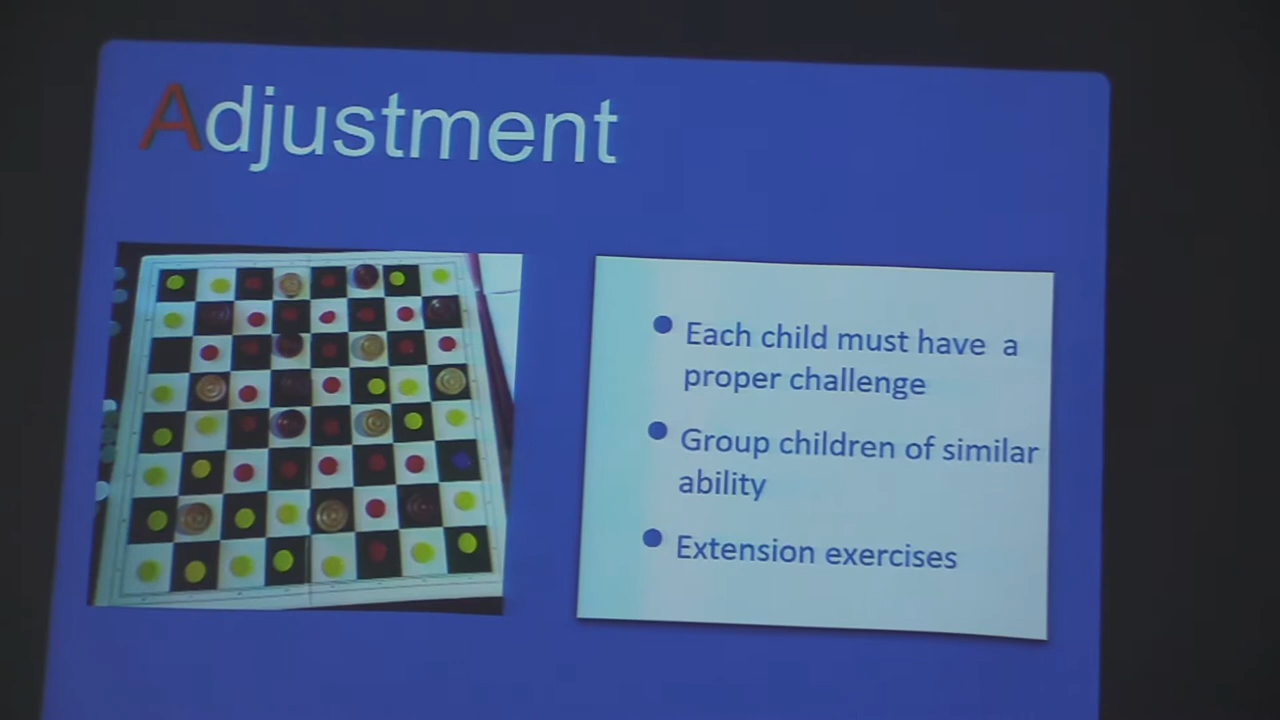 Adjustment
Each child must have a
proper challenge
Group children of similar
ability
Extension exercises